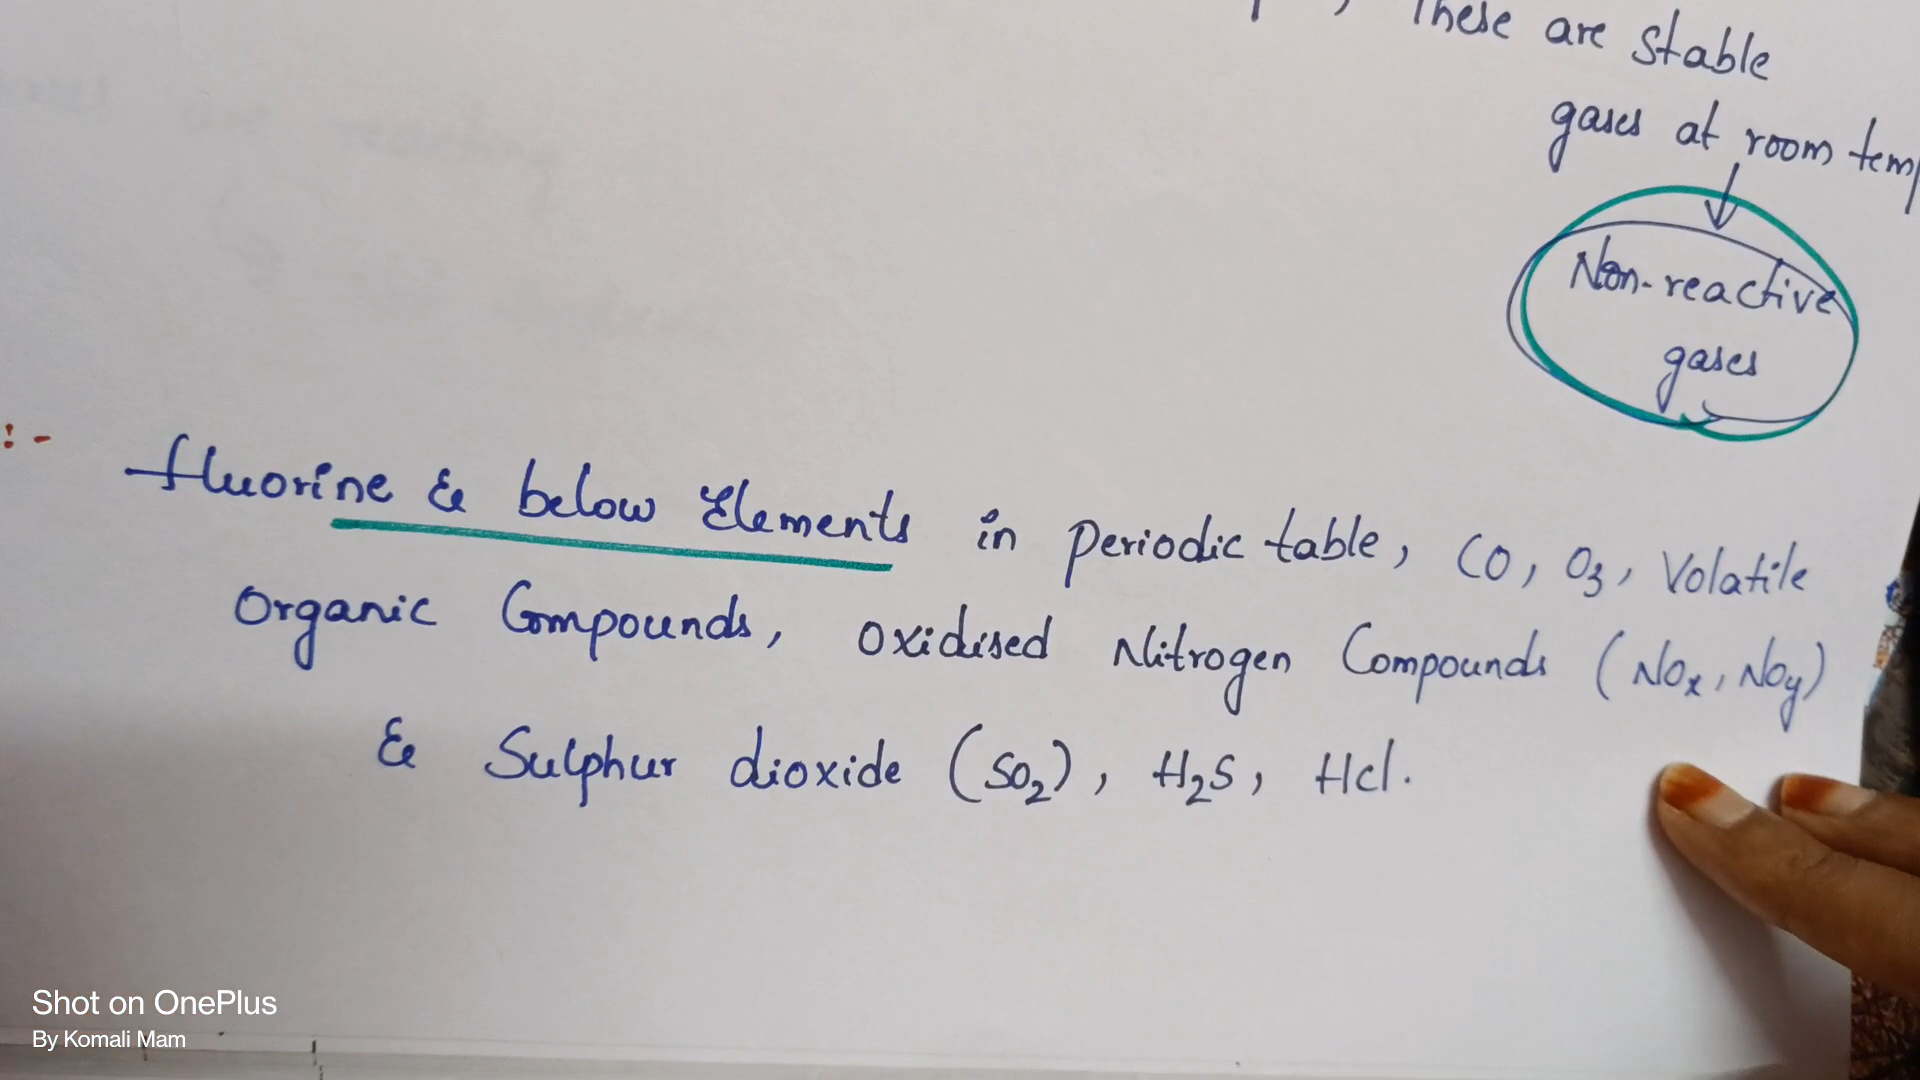 These are stable
gases at room temp
Non-reactive
gases
:-
fluorine & below Elements in periodic table, CO, O₃, Volatile
Organic Compounds, oxidised Nitrogen Compounds (NOx, NOy)
& Sulphur dioxide (SO₂), H₂S, Hcl.
Shot on OnePlus
By Komali Mam